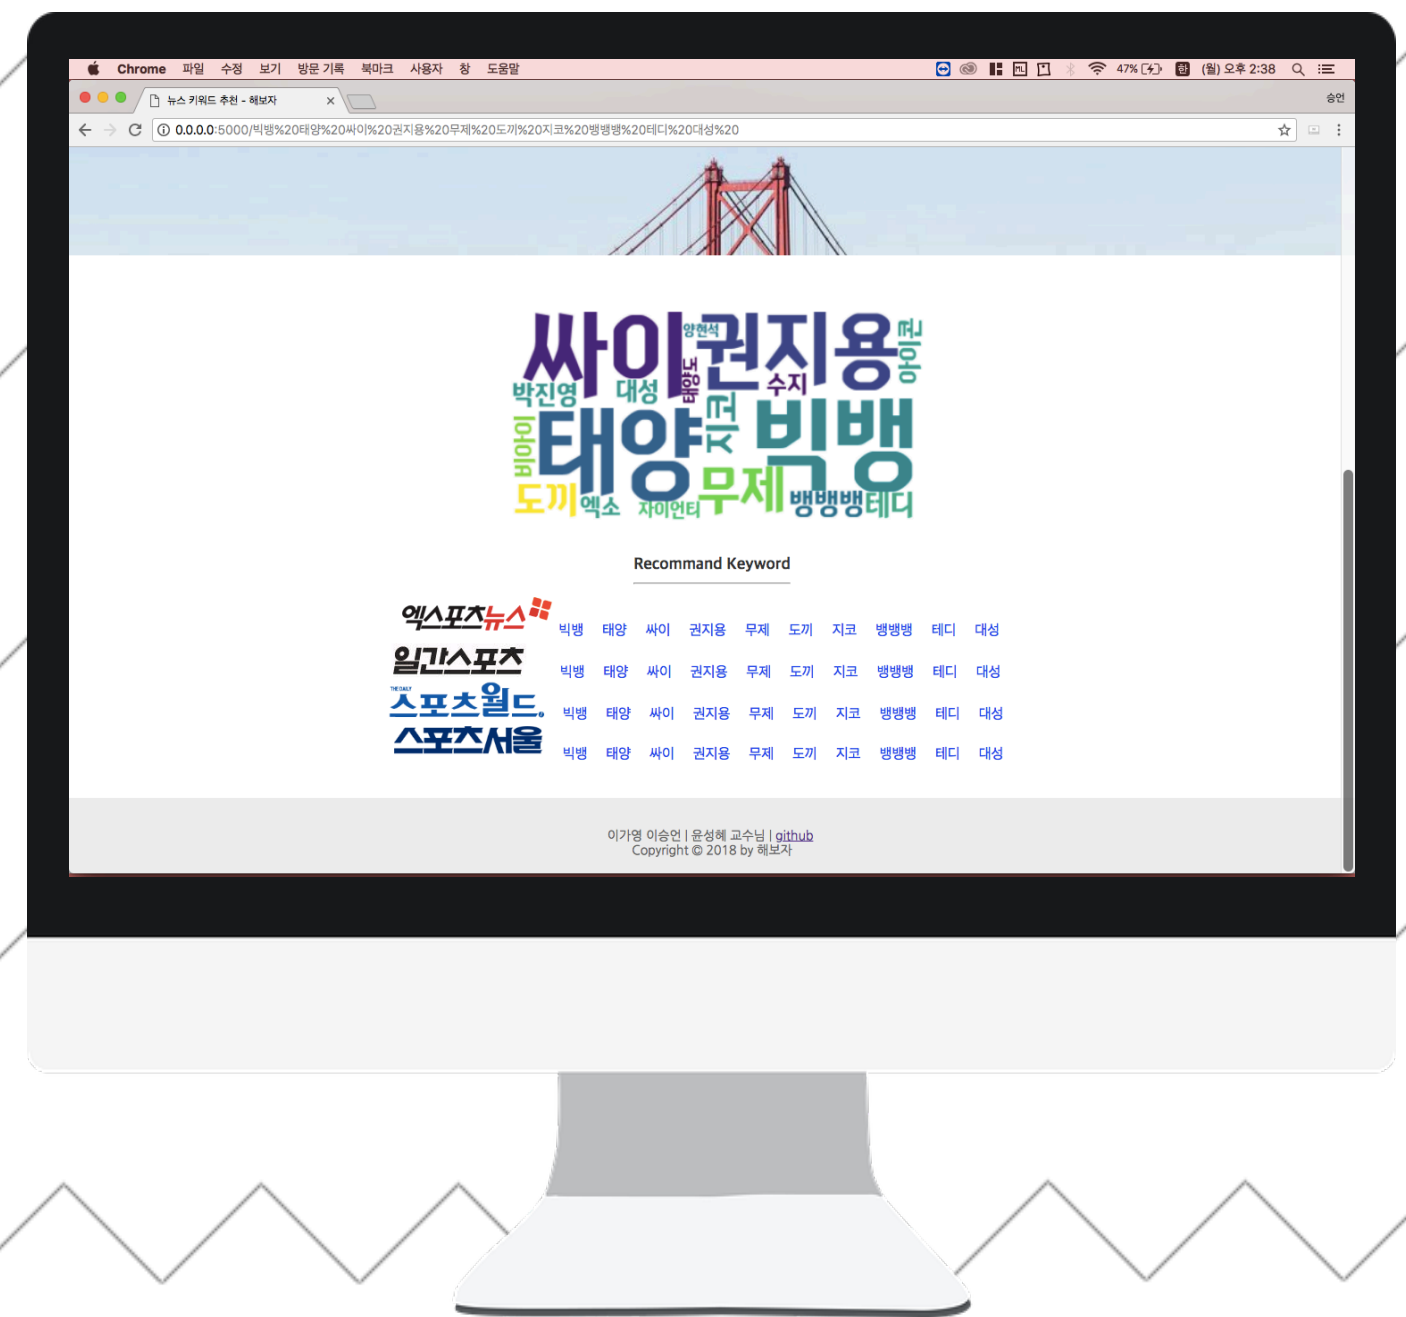 Chrome 파일 수정 보기 방문 기록 북마크 사용자 창 도움말 ML 47% 한 (월) 오후 2:38
뉴스 키워드 추천 - 해보자 승언
0.0.0.0:5000/빅뱅%20태양%20싸이%20권지용%20무제%20도끼%20지코%20뱅뱅뱅%20테디%20대성%20
싸이 양현석 권지용 아이콘
박진영 대성 태양도 수지
비아이 태양 지코 빅뱅
도끼 엑소 자이언티 무제 뱅뱅뱅 테디
Recommand Keyword
엑스포츠뉴스 빅뱅 태양 싸이 권지용 무제 도끼 지코 뱅뱅뱅 테디 대성
일간스포츠 빅뱅 태양 싸이 권지용 무제 도끼 지코 뱅뱅뱅 테디 대성
THE DAILY
스포츠월드 빅뱅 태양 싸이 권지용 무제 도끼 지코 뱅뱅뱅 테디 대성
스포츠서울 빅뱅 태양 싸이 권지용 무제 도끼 지코 뱅뱅뱅 테디 대성
이가영 이승언 | 윤성혜 교수님 | github
Copyright © 2018 by 해보자